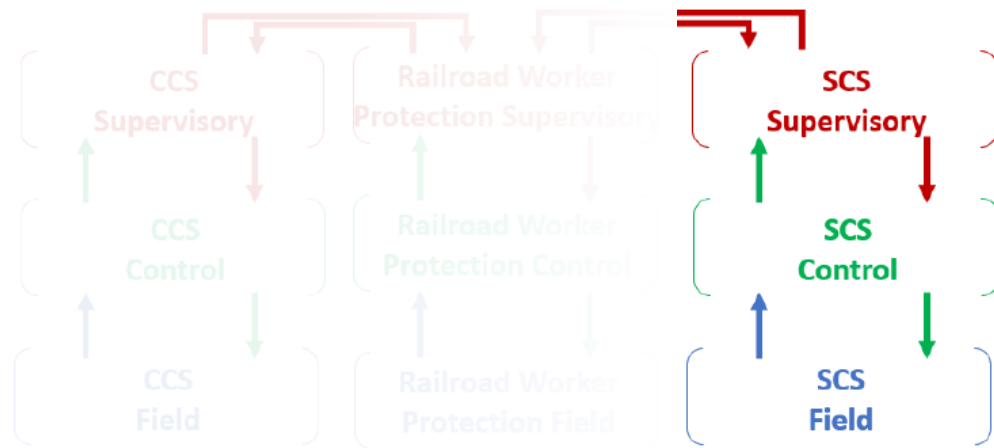 CCS
Supervisory
Railroad Worker
Protection Supervisory
SCS
Supervisory
CCS
Control
Railroad Worker
Protection Control
SCS
Control
CCS
Field
Railroad Worker
Protection Field
SCS
Field